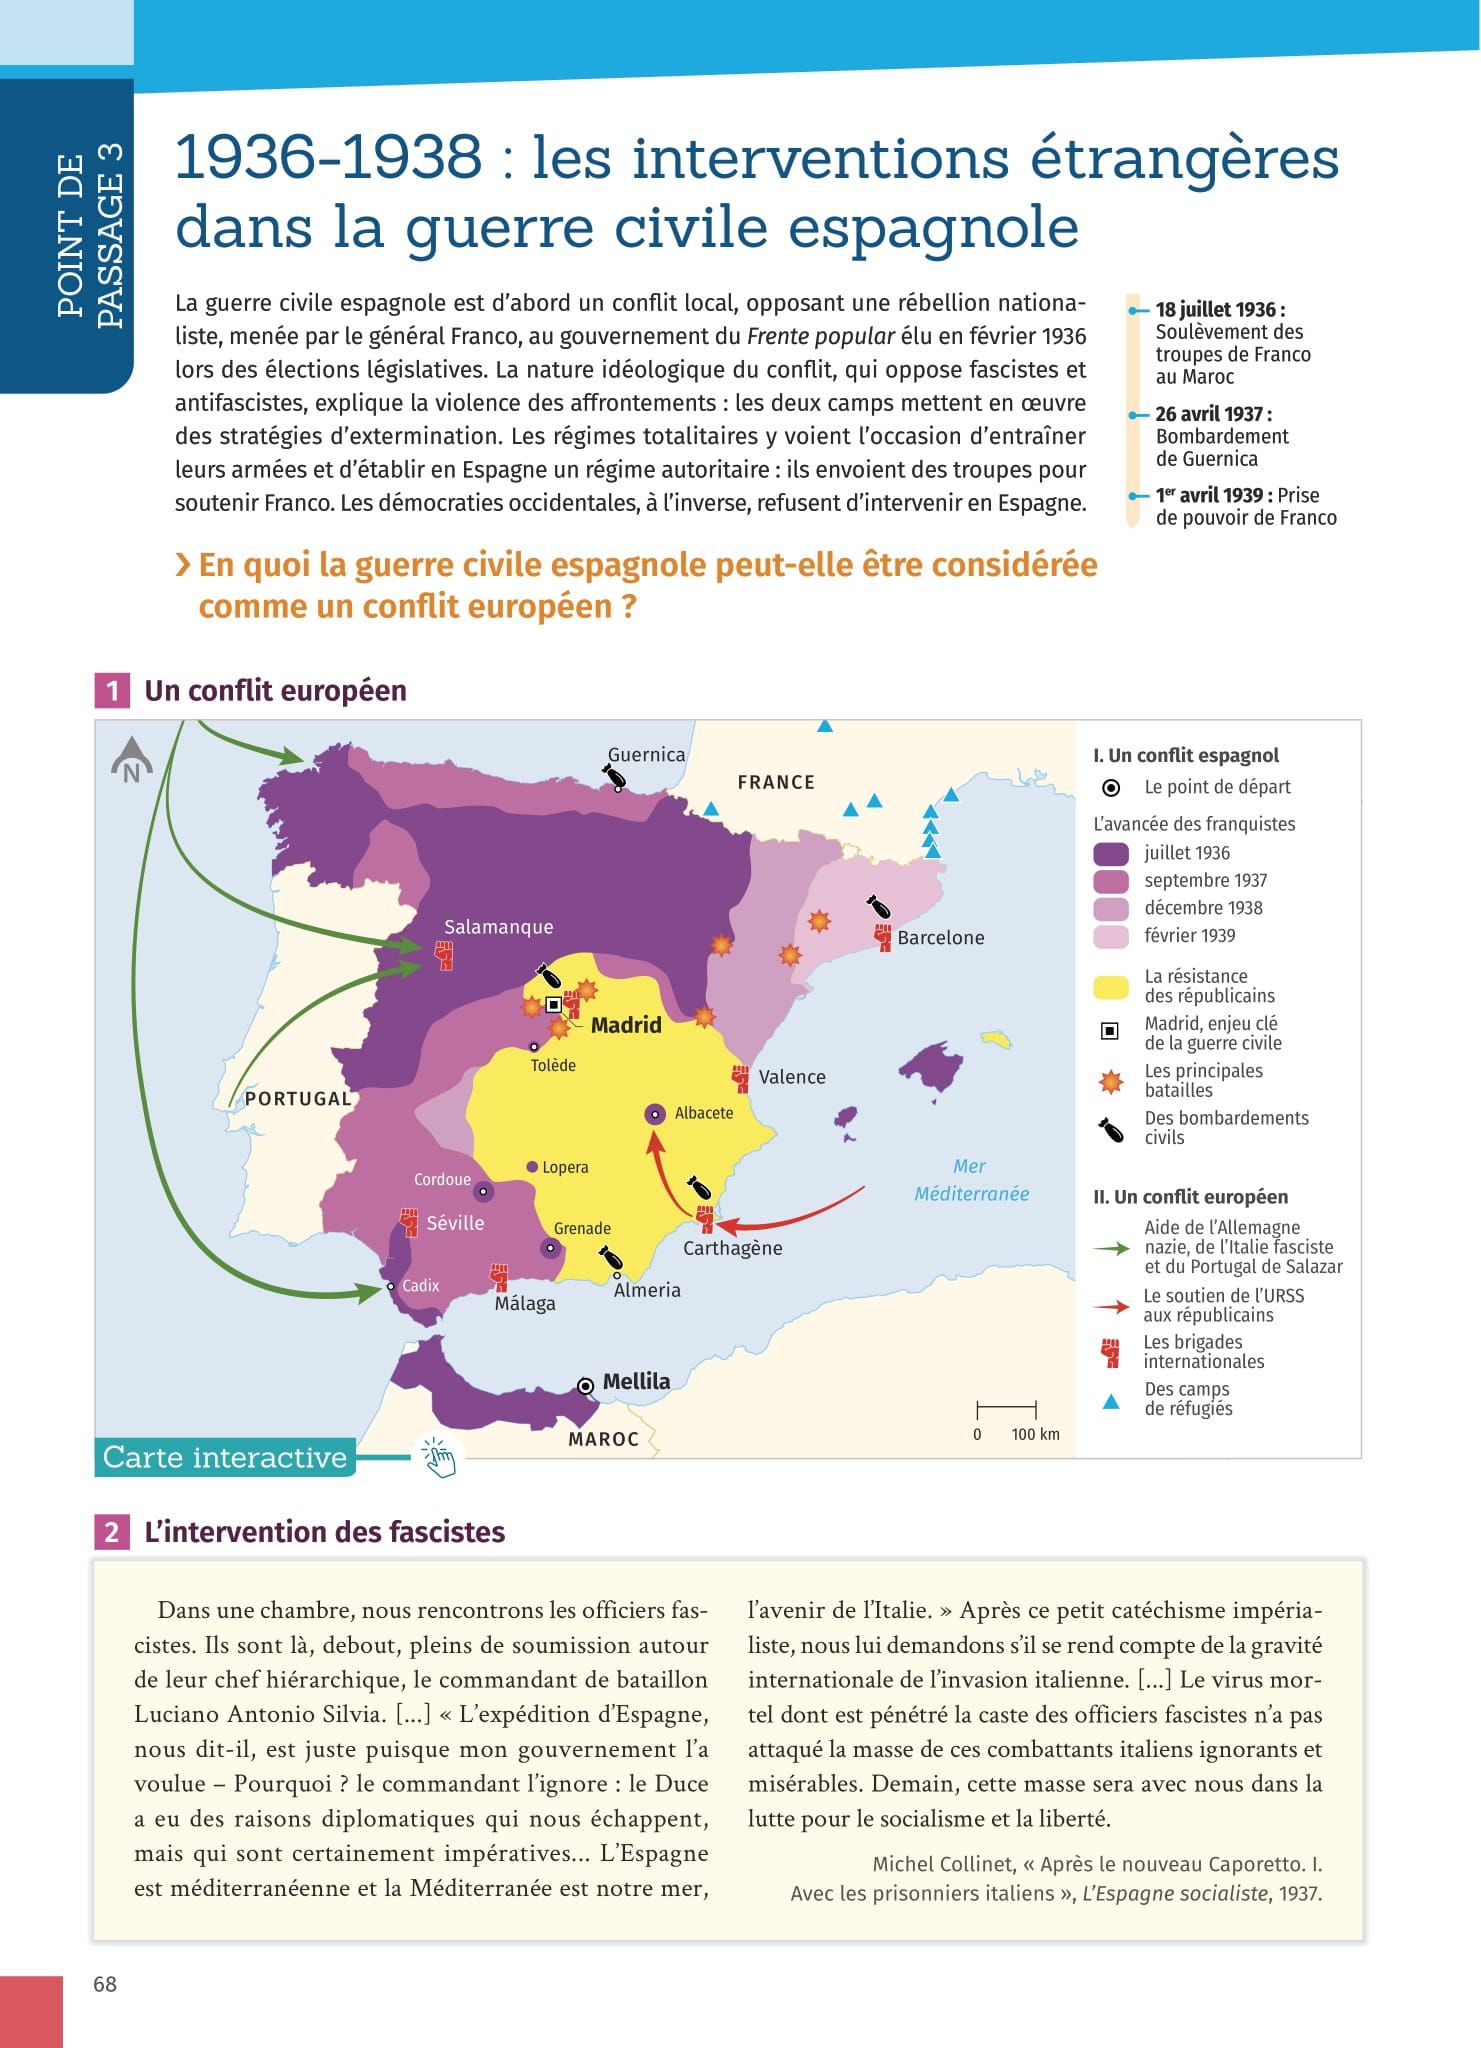 POINT DE
PASSAGE 3
1936-1938 : les interventions étrangères
dans la guerre civile espagnole
La guerre civile espagnole est d'abord un conflit local, opposant une rébellion nationa-
liste, menée par le général Franco, au gouvernement du Frente popular élu en février 1936
lors des élections législatives. La nature idéologique du conflit, qui oppose fascistes et
antifascistes, explique la violence des affrontements : les deux camps mettent en œuvre
des stratégies d'extermination. Les régimes totalitaires y voient l'occasion d'entraîner
leurs armées et d'établir en Espagne un régime autoritaire : ils envoient des troupes pour
soutenir Franco. Les démocraties occidentales, à l'inverse, refusent d'intervenir en Espagne.
18 juillet 1936 :
Soulèvement des
troupes de Franco
au Maroc
26 avril 1937 :
Bombardement
de Guernica
1er avril 1939 : Prise
de pouvoir de Franco
❯ En quoi la guerre civile espagnole peut-elle être considérée
comme un conflit européen ?
1 Un conflit européen
N
Guernica
FRANCE
Salamanque
Barcelone
Madrid
Tolède
Valence
PORTUGAL
Albacete
Lopera
Cordoue
Mer
Méditerranée
Séville
Grenade
Carthagène
Cadix
Málaga
Almeria
Mellila
MAROC
0 100 km
Carte interactive
I. Un conflit espagnol
Le point de départ
L'avancée des franquistes
juillet 1936
septembre 1937
décembre 1938
février 1939
La résistance
des républicains
Madrid, enjeu clé
de la guerre civile
Les principales
batailles
Des bombardements
civils
II. Un conflit européen
Aide de l'Allemagne
nazie, de l'Italie fasciste
et du Portugal de Salazar
Le soutien de l'URSS
aux républicains
Les brigades
internationales
Des camps
de réfugiés
2 L'intervention des fascistes
Dans une chambre, nous rencontrons les officiers fas-
cistes. Ils sont là, debout, pleins de soumission autour
de leur chef hiérarchique, le commandant de bataillon
Luciano Antonio Silvia. [...] « L'expédition d'Espagne,
nous dit-il, est juste puisque mon gouvernement l'a
voulue – Pourquoi ? le commandant l'ignore : le Duce
a eu des raisons diplomatiques qui nous échappent,
mais qui sont certainement impératives... L'Espagne
est méditerranéenne et la Méditerranée est notre mer,
l'avenir de l'Italie. » Après ce petit catéchisme impéria-
liste, nous lui demandons s'il se rend compte de la gravité
internationale de l'invasion italienne. [...] Le virus mor-
tel dont est pénétré la caste des officiers fascistes n'a pas
attaqué la masse de ces combattants italiens ignorants et
misérables. Demain, cette masse sera avec nous dans la
lutte pour le socialisme et la liberté.
Michel Collinet, « Après le nouveau Caporetto. I.
Avec les prisonniers italiens », L'Espagne socialiste, 1937.
68